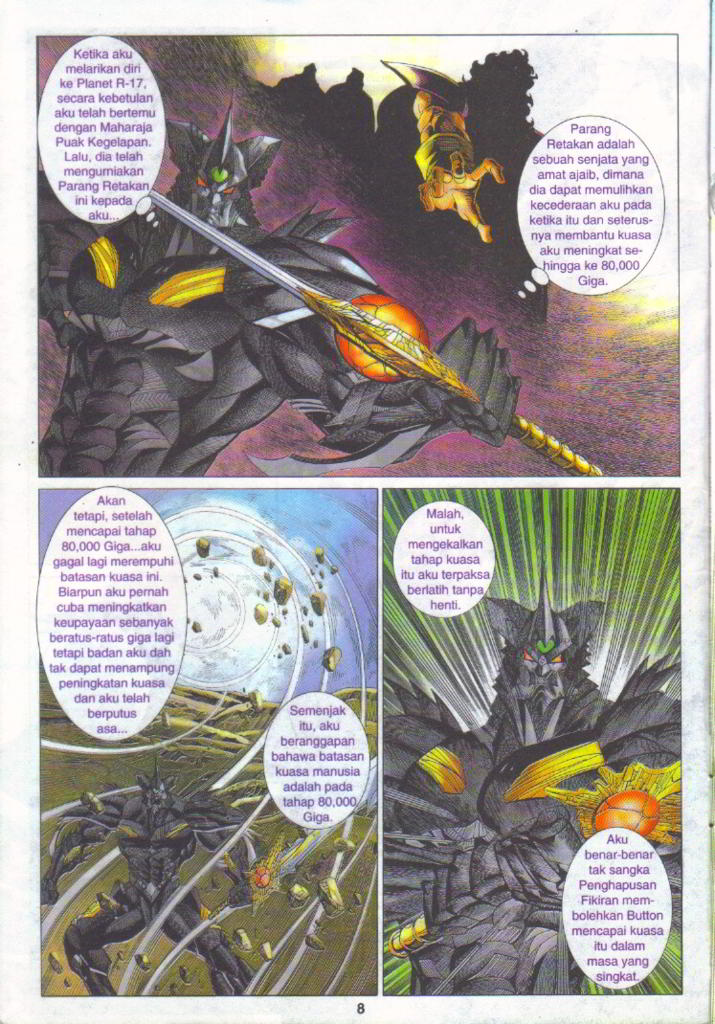 Ketika aku
melarikan diri
ke Planet R-17,
secara kebetulan
aku telah bertemu
dengan Maharaja
Puak Kegelapan.
Lalu, dia telah
mengurniakan
Parang Retakan
ini kepada
aku...
Parang
Retakan adalah
sebuah senjata yang
amat ajaib, dimana
dia dapat memulihkan
kecederaan aku pada
ketika itu dan seterus-
nya membantu kuasa
aku meningkat se-
hingga ke 80,000
Giga.
Akan
tetapi, setelah
mencapai tahap
80,000 Giga...aku
gagal lagi merempuhi
batasan kuasa ini.
Biarpun aku pernah
cuba meningkatkan
keupayaan sebanyak
beratus-ratus giga lagi
tetapi badan aku dah
tak dapat menampung
peningkatan kuasa
dan aku telah
berputus
asa...
Semenjak
itu, aku
beranggapan
bahawa batasan
kuasa manusia
adalah pada
tahap 80,000
Giga.
Malah,
untuk
mengekalkan
tahap kuasa
itu aku terpaksa
berlatih tanpa
henti.
Aku
benar-benar
tak sangka
Penghapusan
Fikiran mem-
bolehkan Button
mencapai kuasa
itu dalam
masa yang
singkat.
8